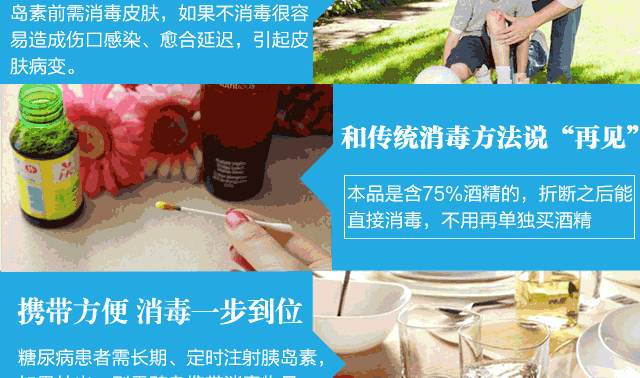 岛素前需消毒皮肤，如果不消毒很容
易造成伤口感染、愈合延迟，引起皮
肤病变。
和传统消毒方法说“再见”
本品是含75%酒精的，折断之后能
直接消毒，不用再单独买酒精
携带方便 消毒一步到位
糖尿病患者需长期、定时注射胰岛素，